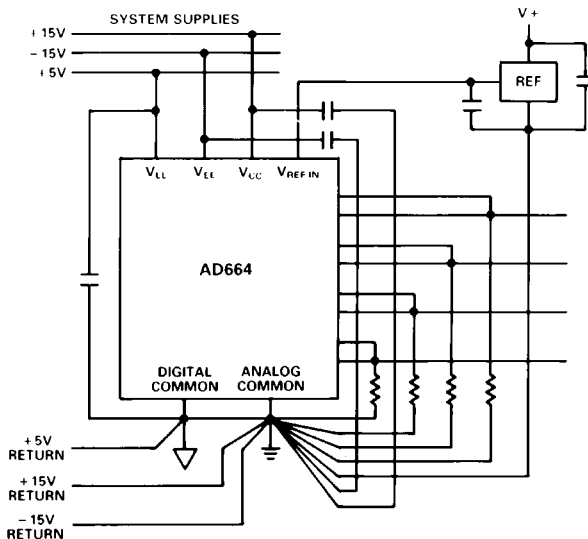 SYSTEM SUPPLIES
+ 15V
- 15V
+ 5V
V +
REF
VLL VEE VCC VREF IN
AD664
DIGITAL COMMON
ANALOG COMMON
+ 5V
RETURN
+ 15V
RETURN
- 15V
RETURN